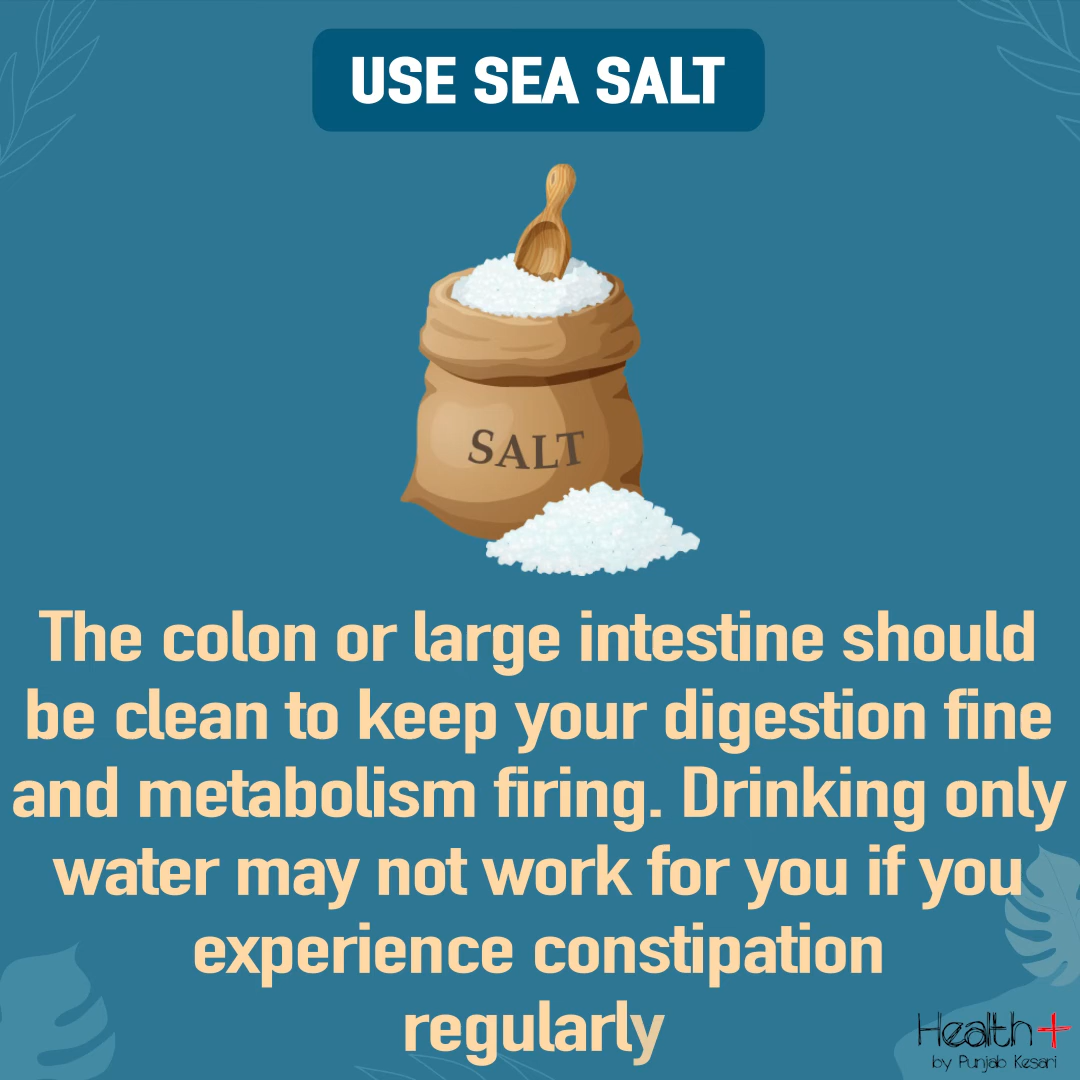 USE SEA SALT
SALT
The colon or large intestine should
be clean to keep your digestion fine
and metabolism firing. Drinking only
water may not work for you if you
experience constipation
regularly
Health+
by Punjab Kesari